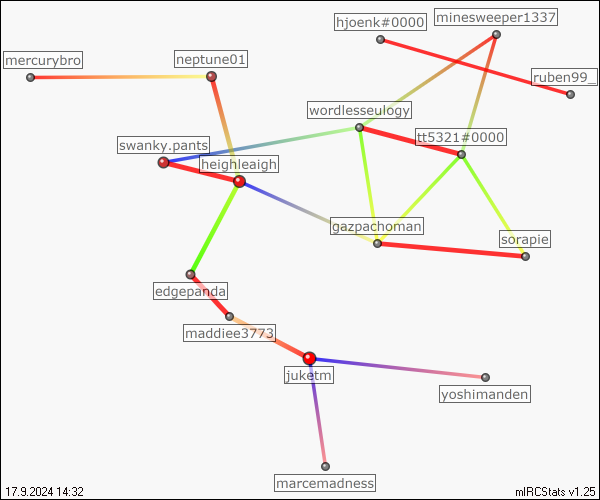 hjoenk#0000
minesweeper1337
mercurybro
neptune01
ruben99_
wordlesseulogy
tt5321#0000
swanky.pants
heighleaigh
gazpachoman
sorapie
edgepanda
maddiee3773
juketm
yoshimanden
marcemadness
17.9.2024 14:32
mIRCStats v1.25